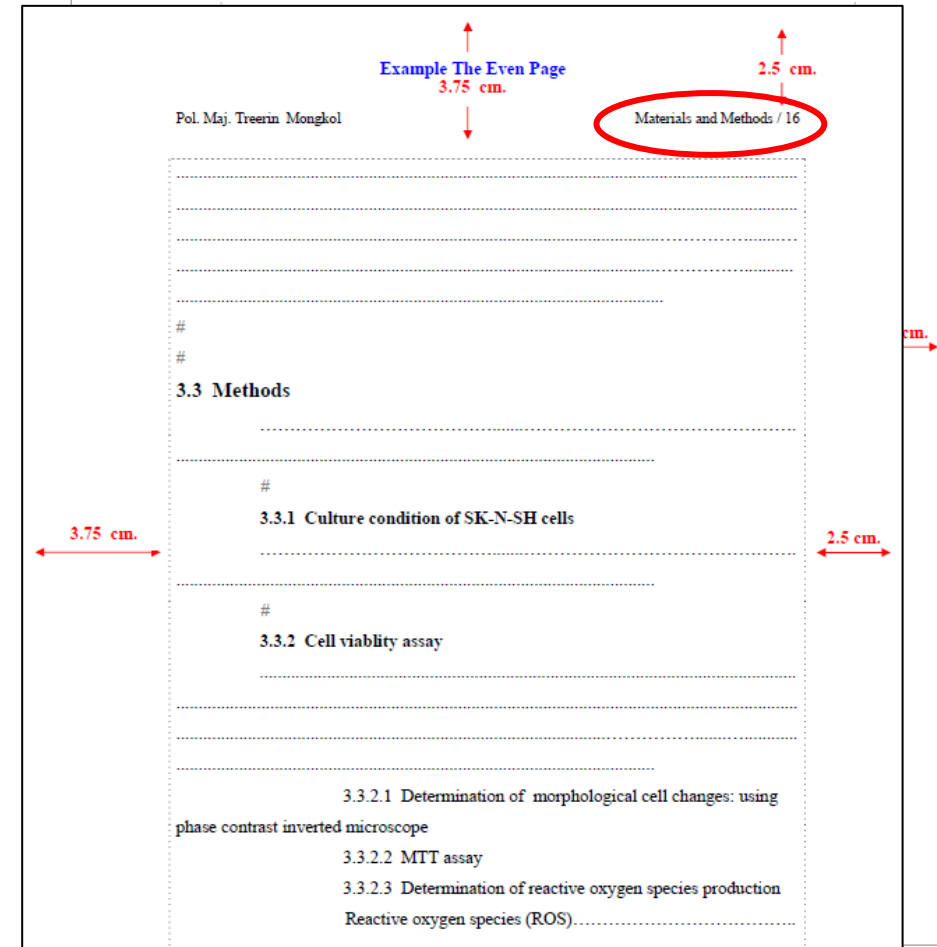 Example The Even Page
2.5 cm.
3.75 cm.
Pol. Maj. Treerin Mongkol
Materials and Methods / 16
#
#
cm.
3.3 Methods
#
3.3.1 Culture condition of SK-N-SH cells
3.75 cm.
2.5 cm.
#
3.3.2 Cell viablity assay
3.3.2.1 Determination of morphological cell changes: using
phase contrast inverted microscope
3.3.2.2 MTT assay
3.3.2.3 Determination of reactive oxygen species production
Reactive oxygen species (ROS)…………………………….